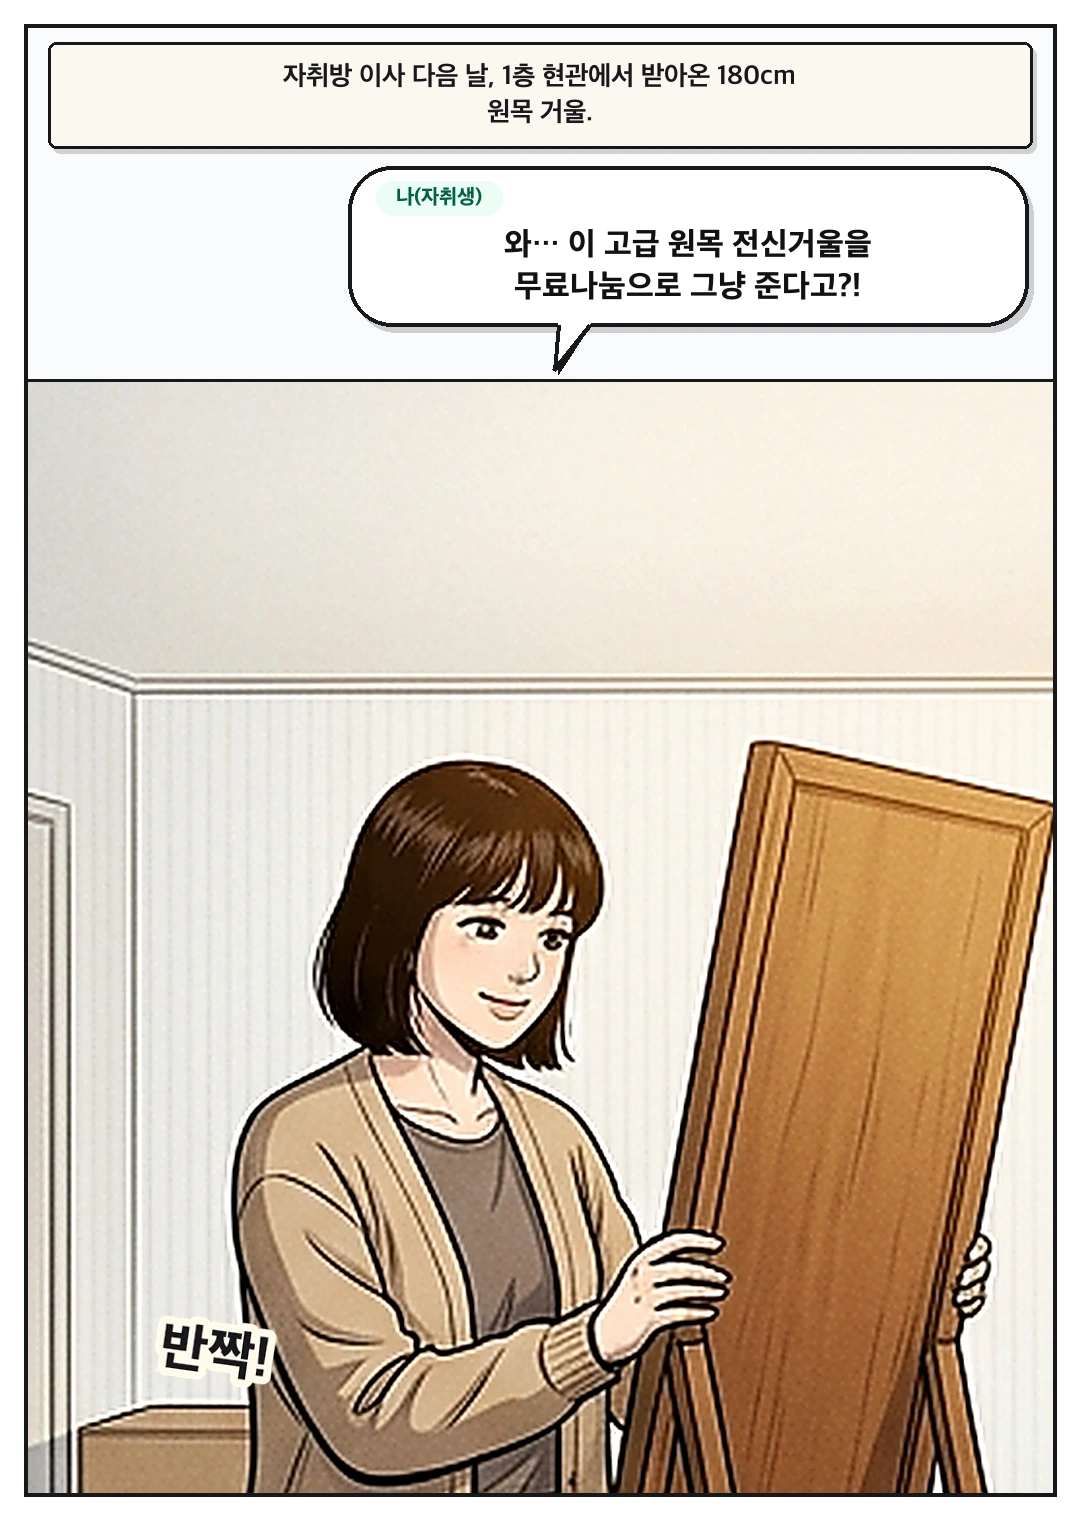 자취방 이사 다음 날, 1층 현관에서 받아온 180cm
원목 거울.
나(자취생)
와… 이 고급 원목 전신거울을
무료나눔으로 그냥 준다고?!
반짝!